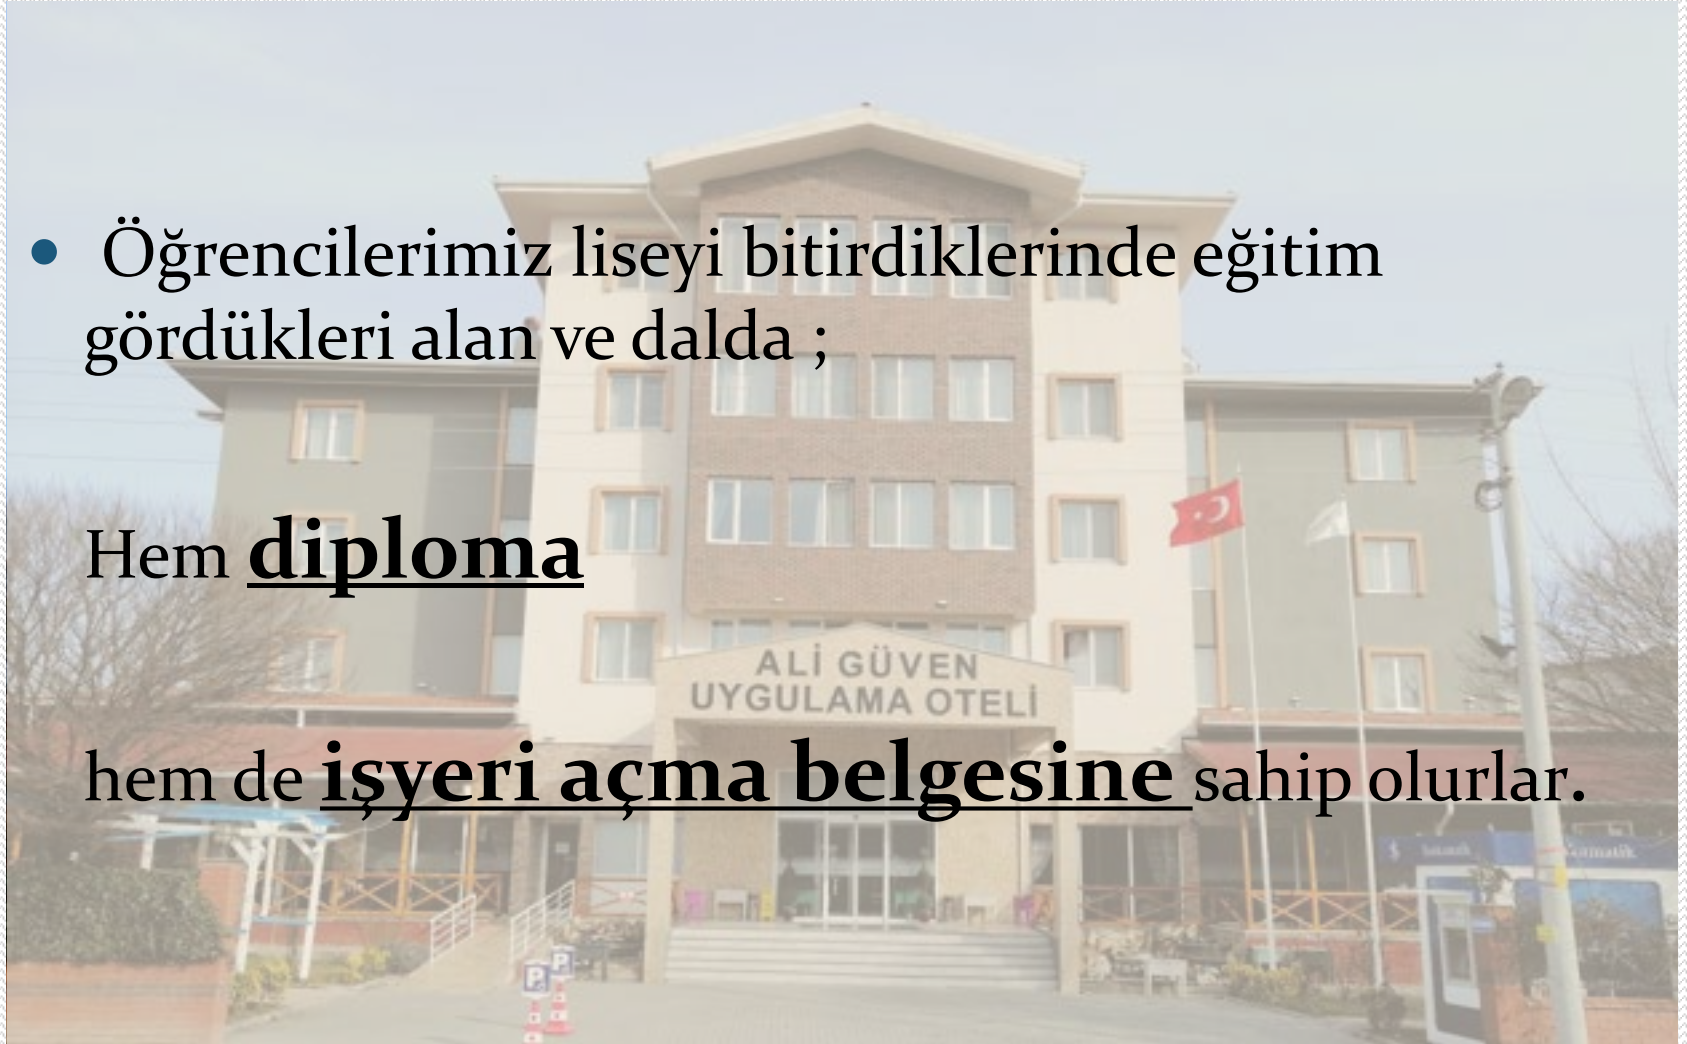 • Öğrencilerimiz liseyi bitirdiklerinde eğitim
gördükleri alan ve dalda ;
Hem diploma
ALİ GÜVEN
UYGULAMA OTELİ
hem de işyeri açma belgesine sahip olurlar.
P
P